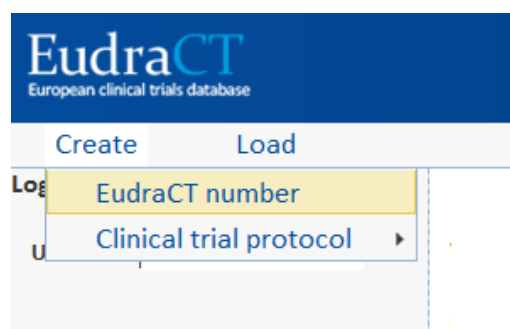 EudraCT
European clinical trials database
Create Load
EudraCT number
Clinical trial protocol